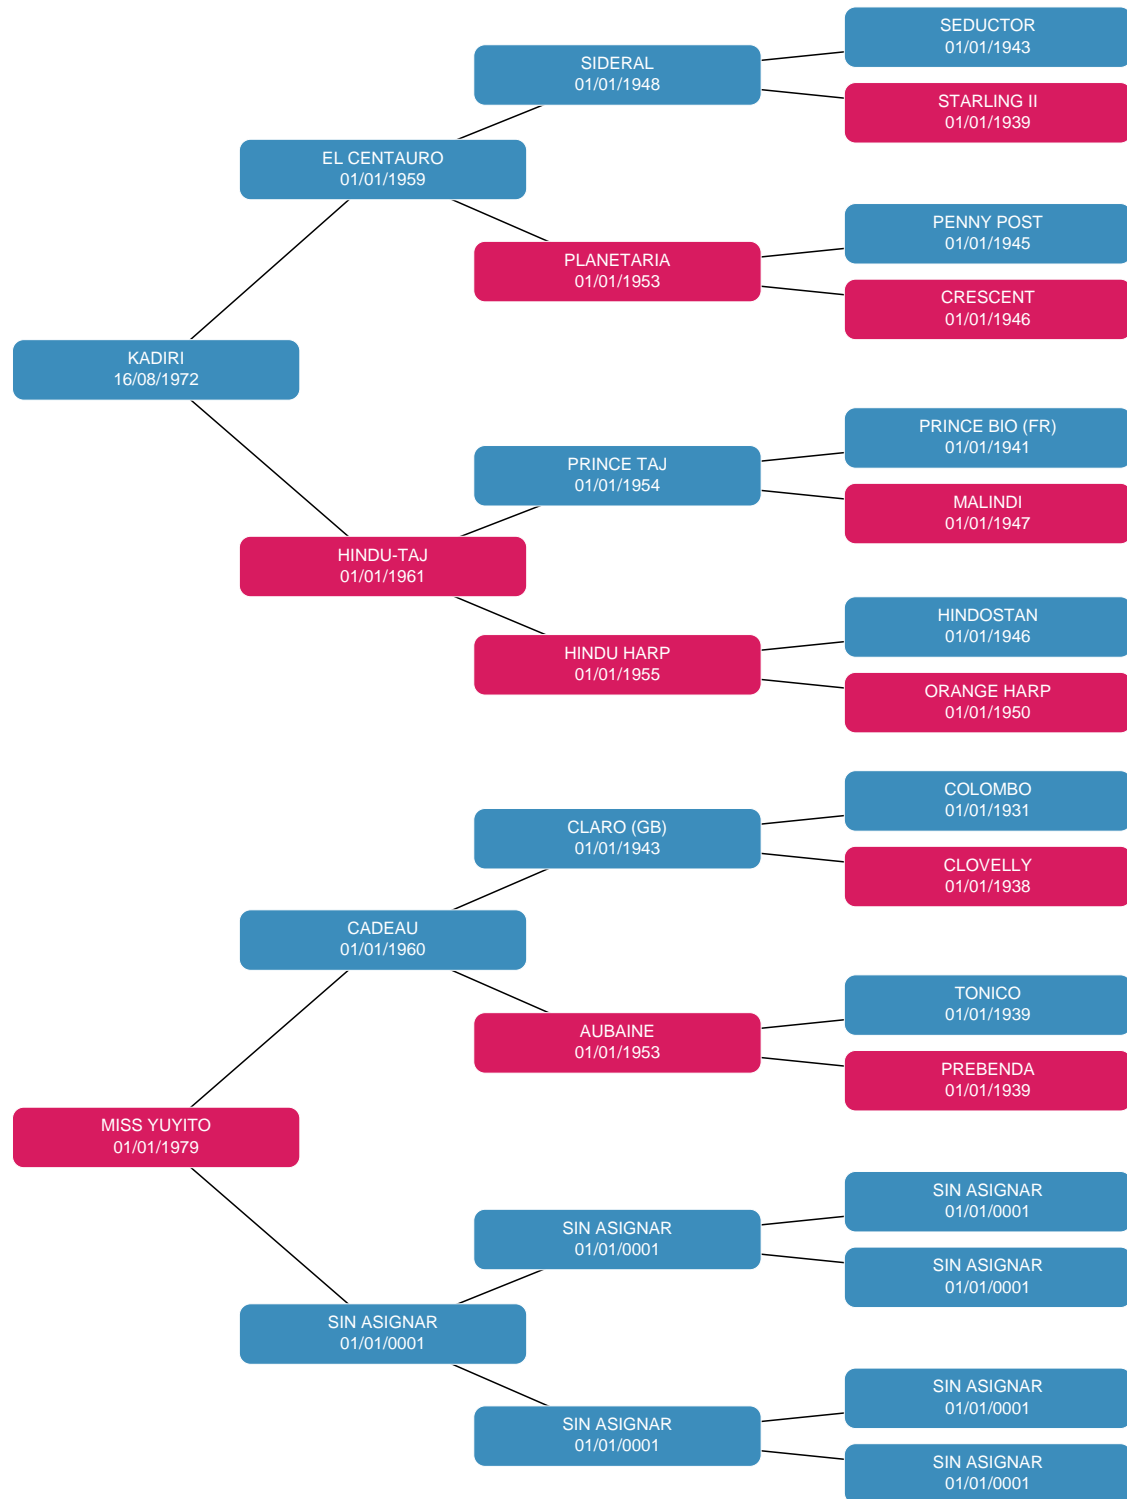 SEDUCTOR
01/01/1943
SIDERAL
01/01/1948
STARLING II
01/01/1939
EL CENTAURO
01/01/1959
PENNY POST
01/01/1945
PLANETARIA
01/01/1953
CRESCENT
01/01/1946
KADIRI
16/08/1972
PRINCE BIO (FR)
01/01/1941
PRINCE TAJ
01/01/1954
MALINDI
01/01/1947
HINDU-TAJ
01/01/1961
HINDOSTAN
01/01/1946
HINDU HARP
01/01/1955
ORANGE HARP
01/01/1950
COLOMBO
01/01/1931
CLARO (GB)
01/01/1943
CLOVELLY
01/01/1938
CADEAU
01/01/1960
TONICO
01/01/1939
AUBAINE
01/01/1953
PREBENDA
01/01/1939
MISS YUYITO
01/01/1979
SIN ASIGNAR
01/01/0001
SIN ASIGNAR
01/01/0001
SIN ASIGNAR
01/01/0001
SIN ASIGNAR
01/01/0001
SIN ASIGNAR
01/01/0001
SIN ASIGNAR
01/01/0001
SIN ASIGNAR
01/01/0001